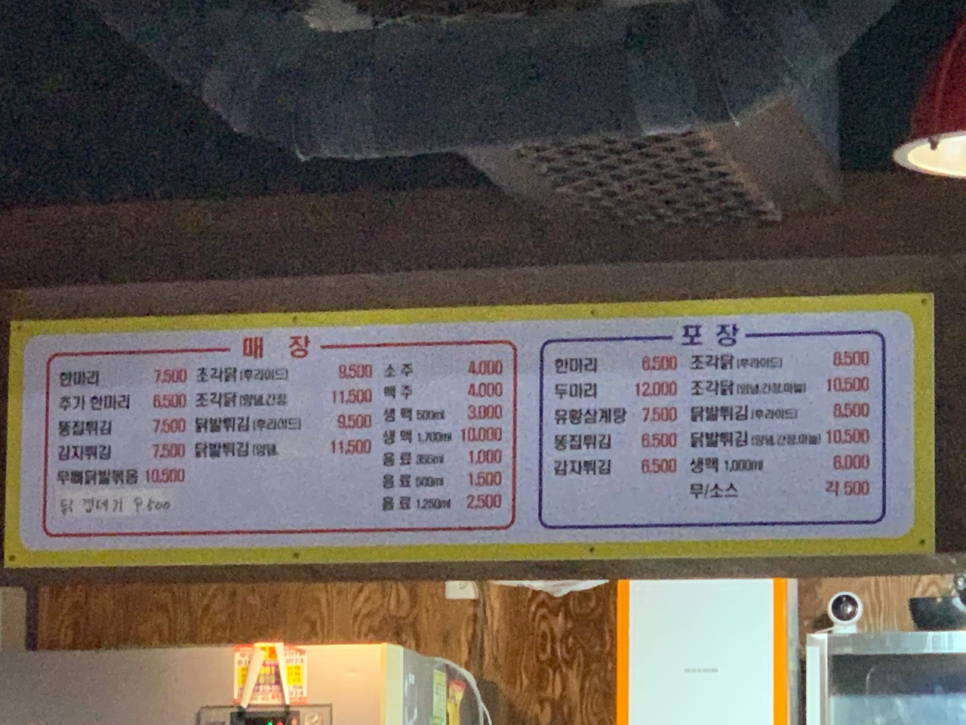 매 장
한마리 7,500 조각닭 (후라이드) 9,500 소 주 4,000
추가 한마리 6,500 조각닭 (양념,간장 11,500 맥 주 4,000
똥집튀김 7,500 닭발튀김 (후라이드) 9,500 생 맥 500ml 3,000
감자튀김 7,500 닭발튀김 (양념, 11,500 생 맥 1,700ml 10,000
무뼈닭발볶음 10,500 음 료 355ml 1,000
닭 껍데기 9.500 음 료 500ml 1,500
음 료 1,250ml 2,500
포 장
한마리 6,500 조각닭 (후라이드) 8,500
두마리 12,000 조각닭 (양념,간장,마늘) 10,500
유황삼계탕 7,500 닭발튀김 (후라이드) 8,500
똥집튀김 6,500 닭발튀김 (양념,간장,마늘) 10,500
감자튀김 6,500 생맥 1,000ml 6,000
무/소스 각 500